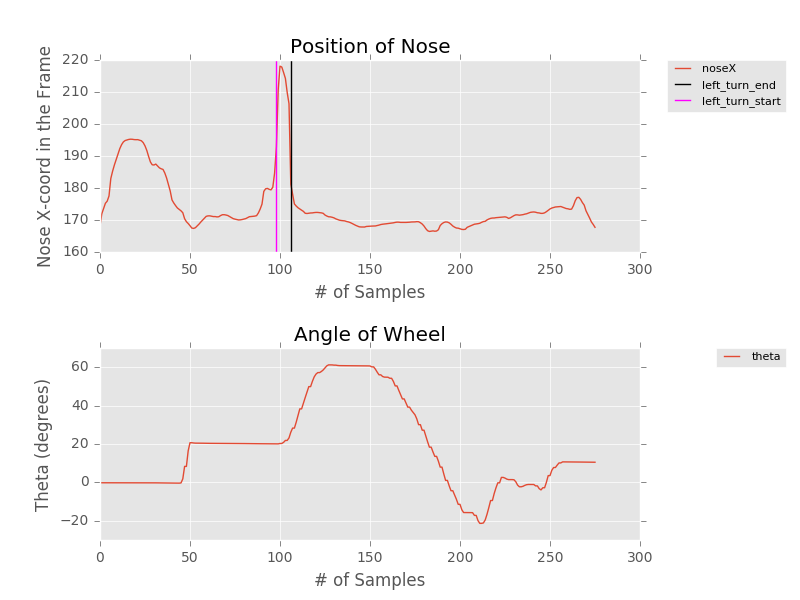 Position of Nose
Nose X-coord in the Frame
220
210
200
190
180
170
160
0 50 100 150 200 250 300
# of Samples
noseX
left_turn_end
left_turn_start
Angle of Wheel
Theta (degrees)
60
40
20
0
−20
0 50 100 150 200 250 300
# of Samples
theta